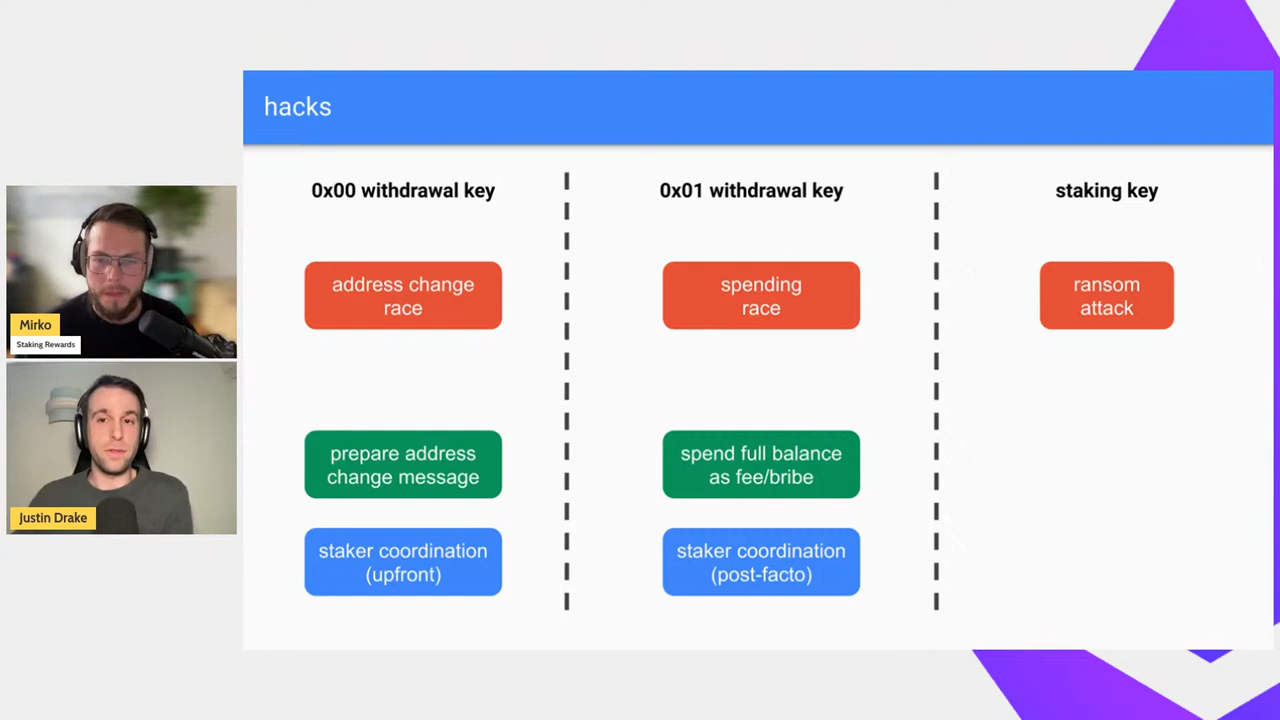 hacks
0x00 withdrawal key
0x01 withdrawal key
staking key
address change
race
spending
race
ransom
attack
prepare address
change message
spend full balance
as fee/bribe
staker coordination
(upfront)
staker coordination
(post-facto)
Mirko
Staking Rewards
Justin Drake